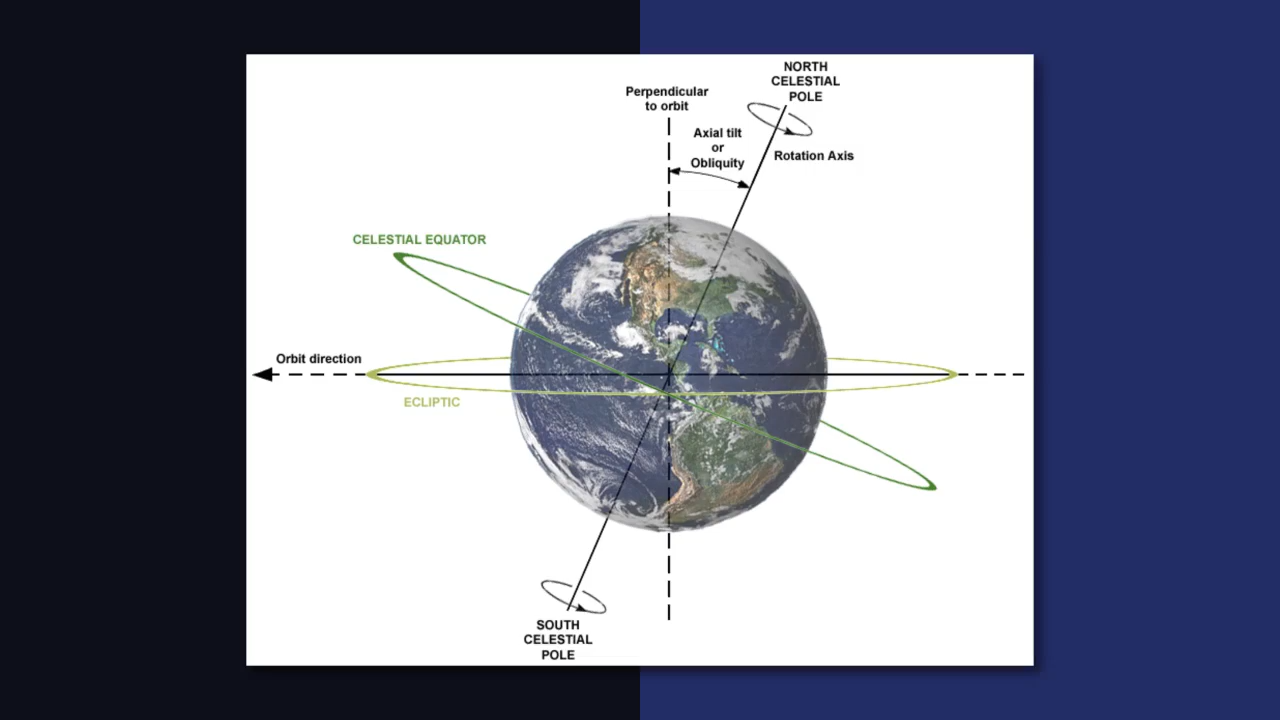 NORTH
CELESTIAL
POLE
Perpendicular
to orbit
Axial tilt
or
Obliquity
Rotation Axis
CELESTIAL EQUATOR
Orbit direction
ECLIPTIC
SOUTH
CELESTIAL
POLE